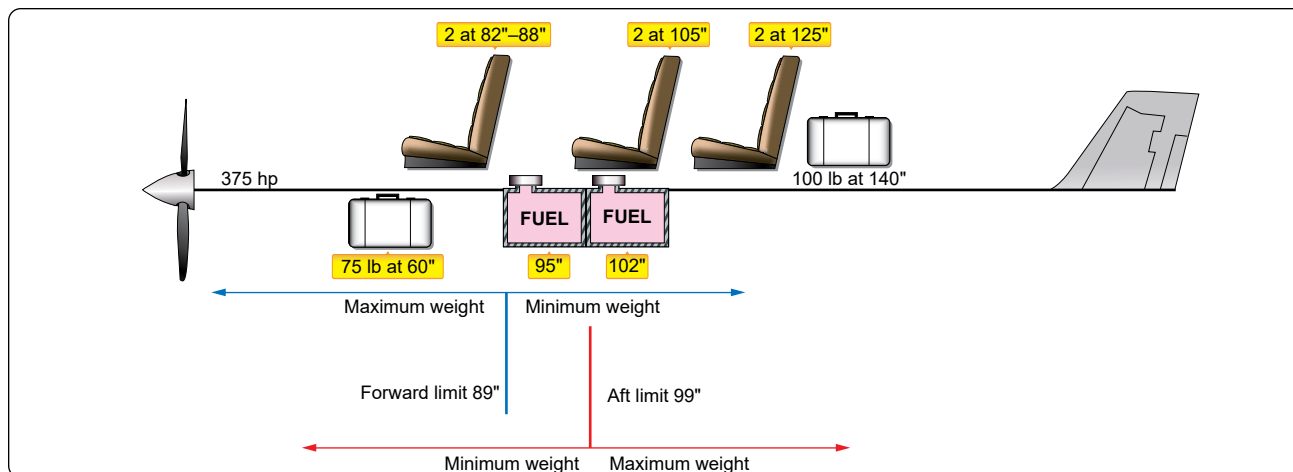 2 at 82"–88"
2 at 105"
2 at 125"
375 hp
100 lb at 140"
FUEL
FUEL
75 lb at 60"
95"
102"
Maximum weight
Minimum weight
Forward limit 89"
Aft limit 99"
Minimum weight
Maximum weight